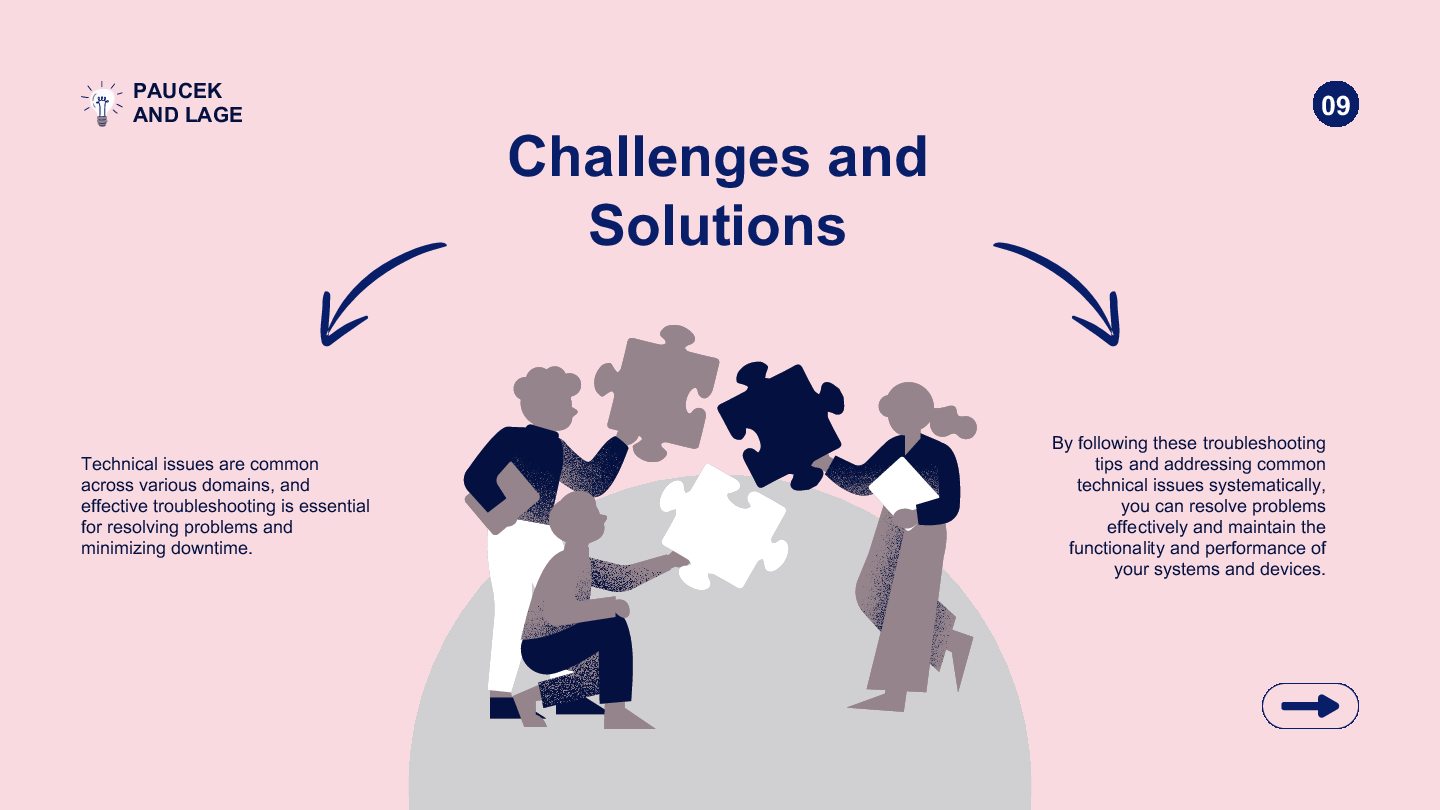 PAUCEK
AND LAGE
09
Challenges and
Solutions
Technical issues are common
across various domains, and
effective troubleshooting is essential
for resolving problems and
minimizing downtime.
By following these troubleshooting
tips and addressing common
technical issues systematically,
you can resolve problems
effectively and maintain the
functionality and performance of
your systems and devices.